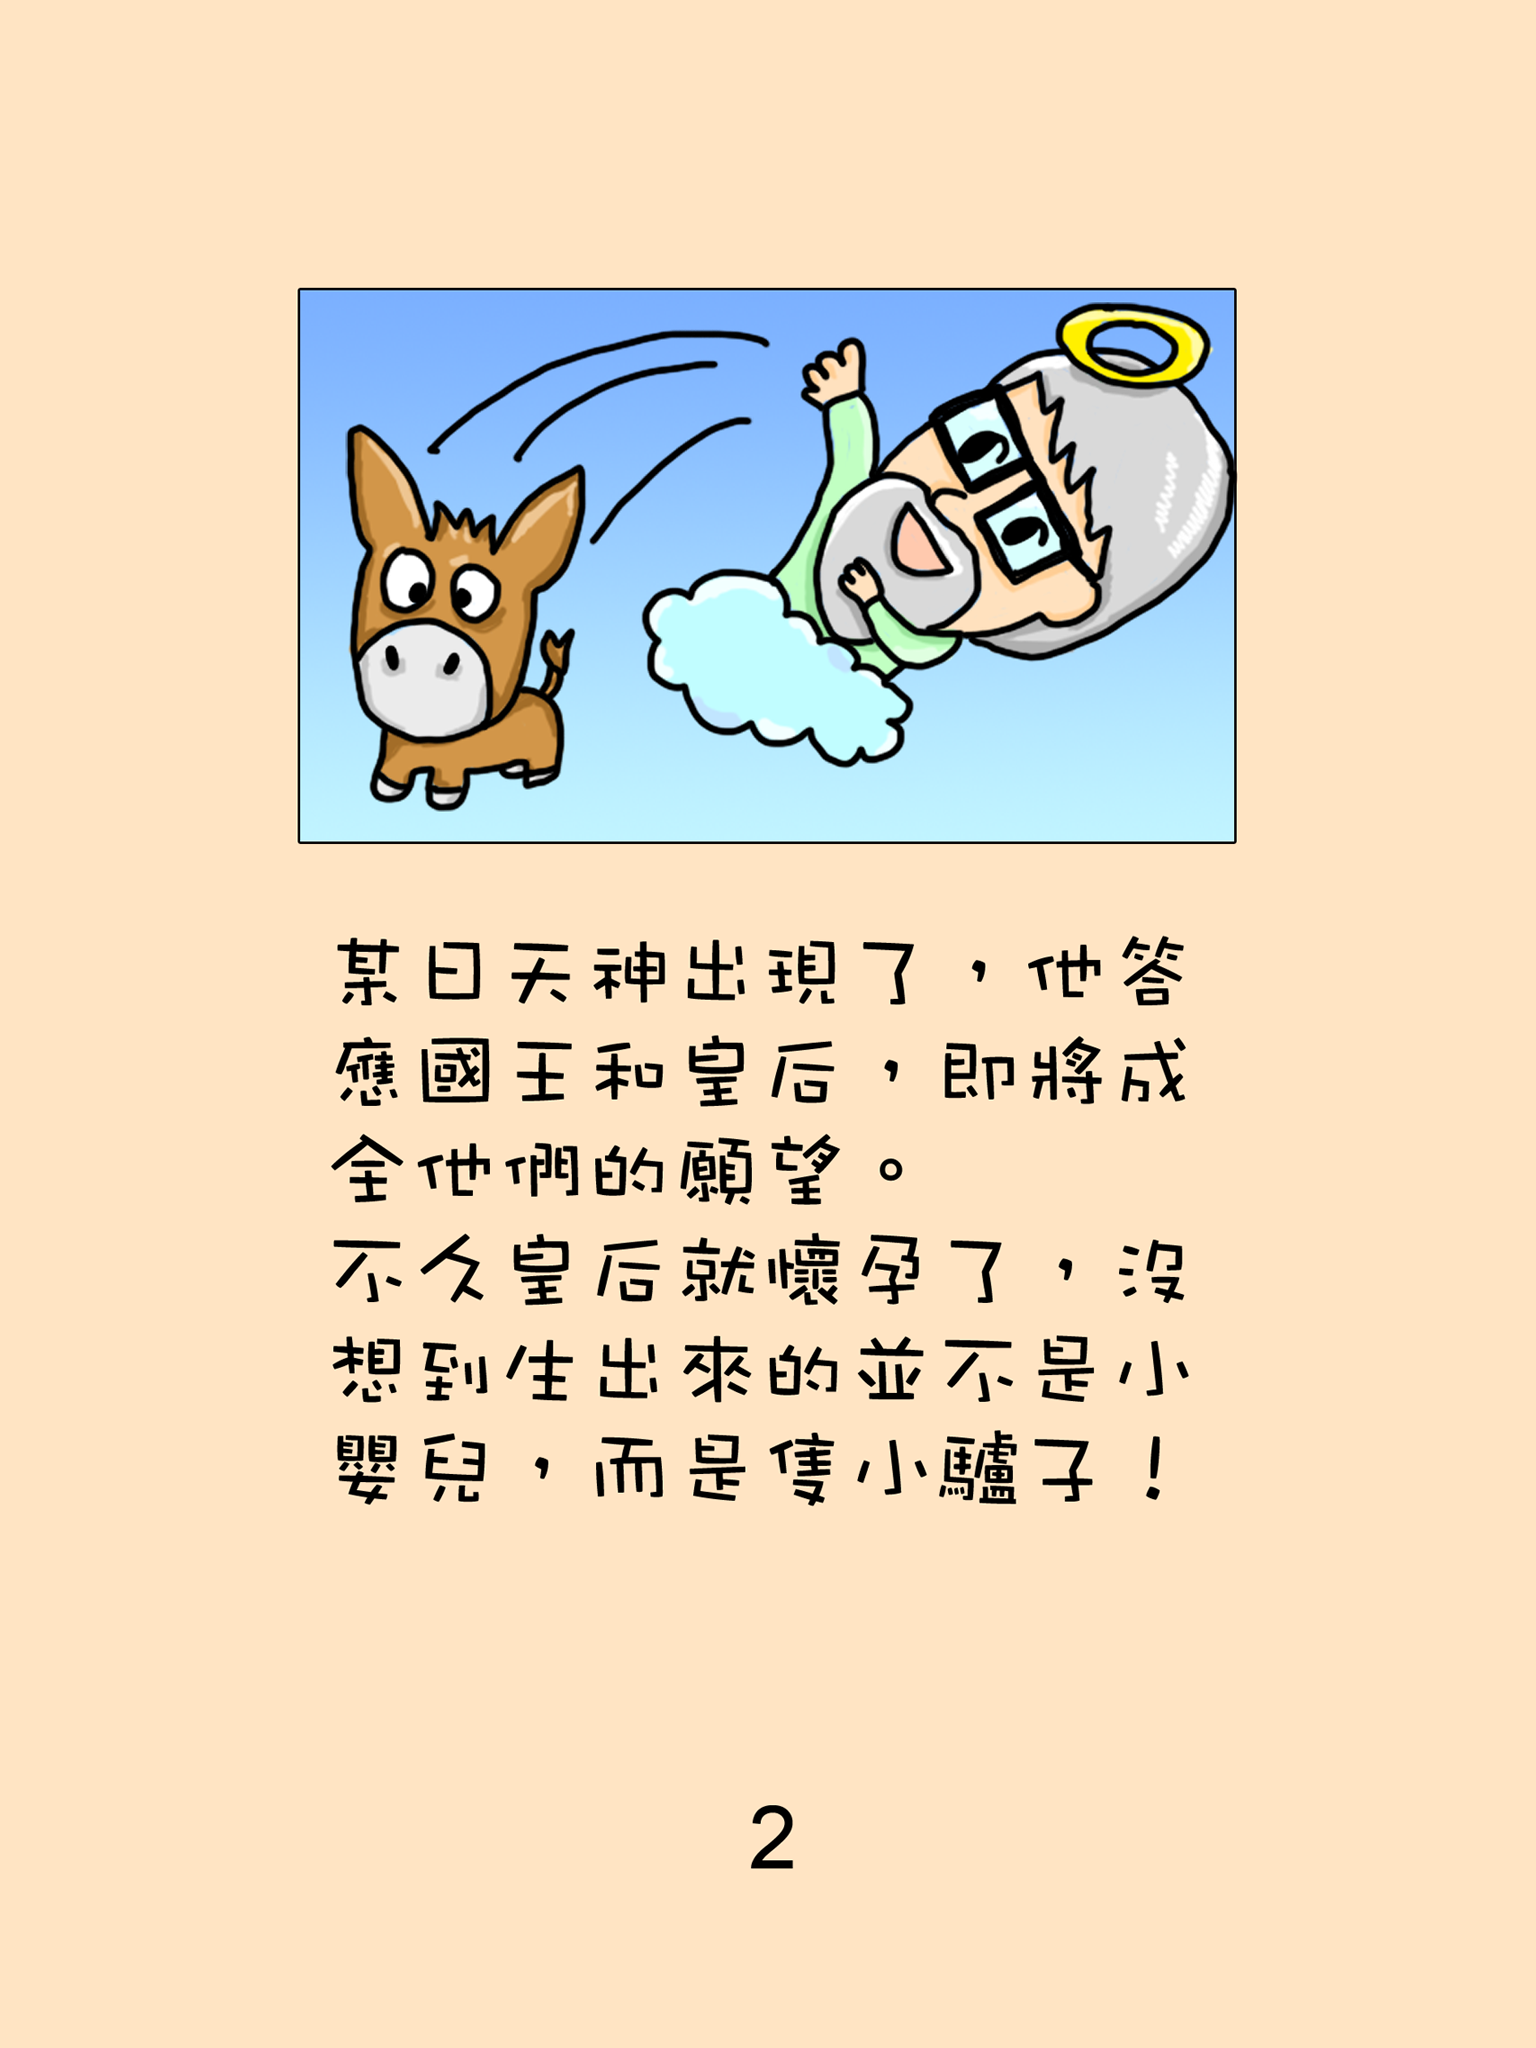 某日天神出現了，他答
應國王和皇后，即將成
全他們的願望。
不久皇后就懷孕了，沒
想到生出來的並不是小
嬰兒，而是隻小驢子！
2